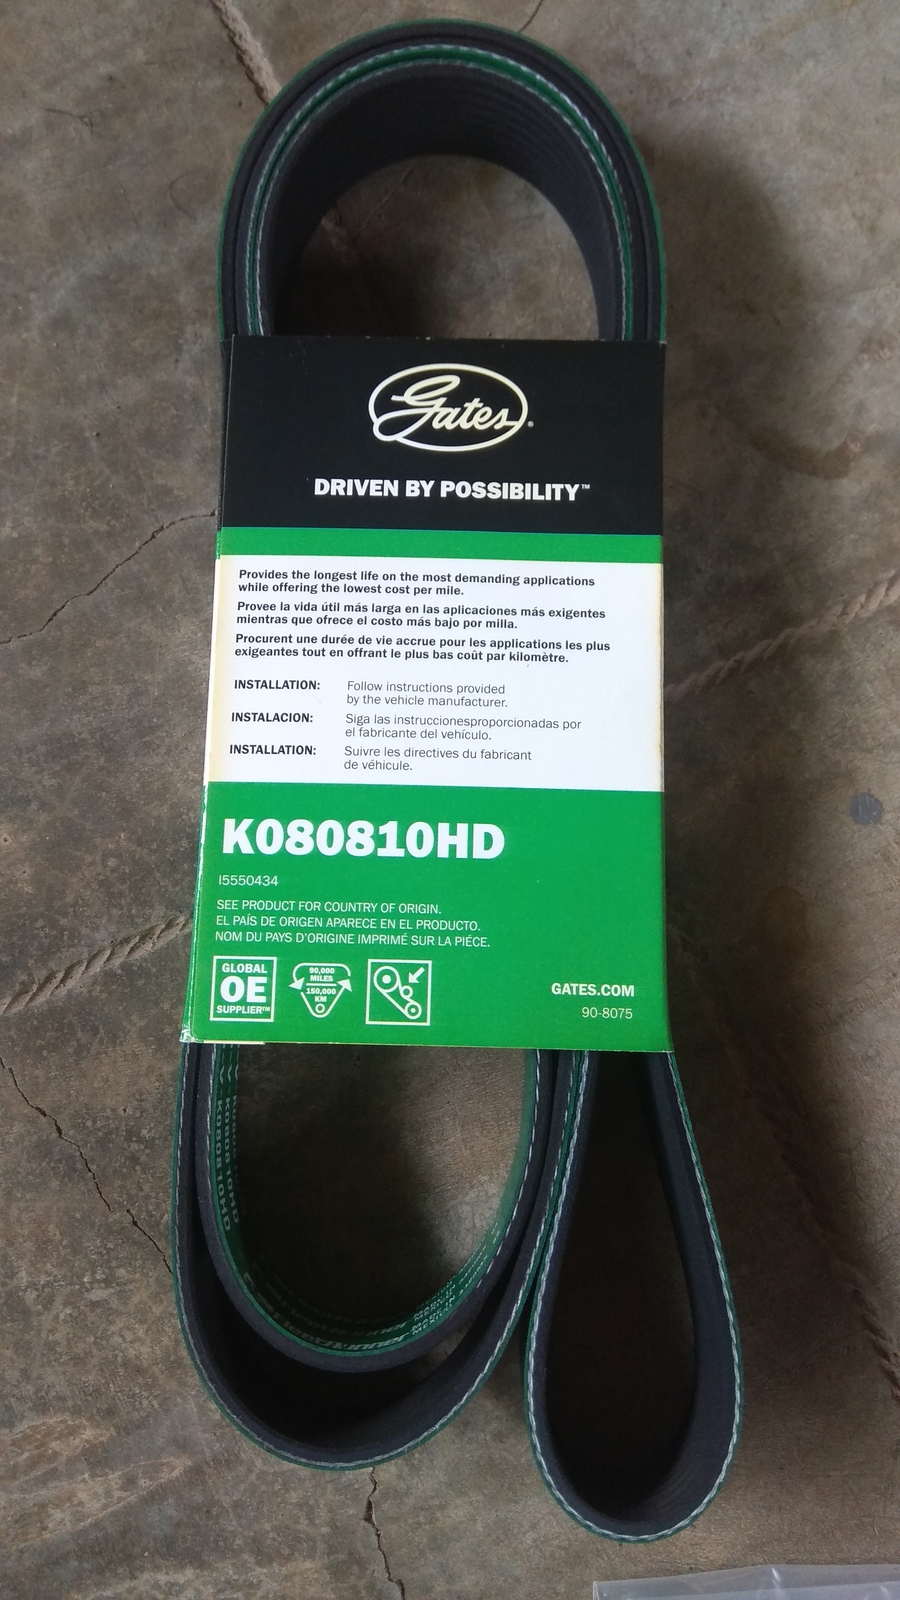 Gates®
DRIVEN BY POSSIBILITY™
Provides the longest life on the most demanding applications
while offering the lowest cost per mile.
Provee la vida útil más larga en las aplicaciones más exigentes
mientras que ofrece el costo más bajo por milla.
Procurent une durée de vie accrue pour les applications les plus
exigeantes tout en offrant le plus bas coût par kilomètre.
INSTALLATION: Follow instructions provided
by the vehicle manufacturer.
INSTALACION: Siga las instruccionesproporcionadas por
el fabricante del vehículo.
INSTALLATION: Suivre les directives du fabricant
de véhicule.
K080810HD
I5550434
SEE PRODUCT FOR COUNTRY OF ORIGIN.
EL PAÍS DE ORIGEN APARECE EN EL PRODUCTO.
NOM DU PAYS D'ORIGINE IMPRIMÉ SUR LA PIÉCE.
GLOBAL
OE
SUPPLIER™
90,000
MILES
150,000
KM
GATES.COM
90-8075
K080810HD
K080810HD
MADE IN
MEXICO